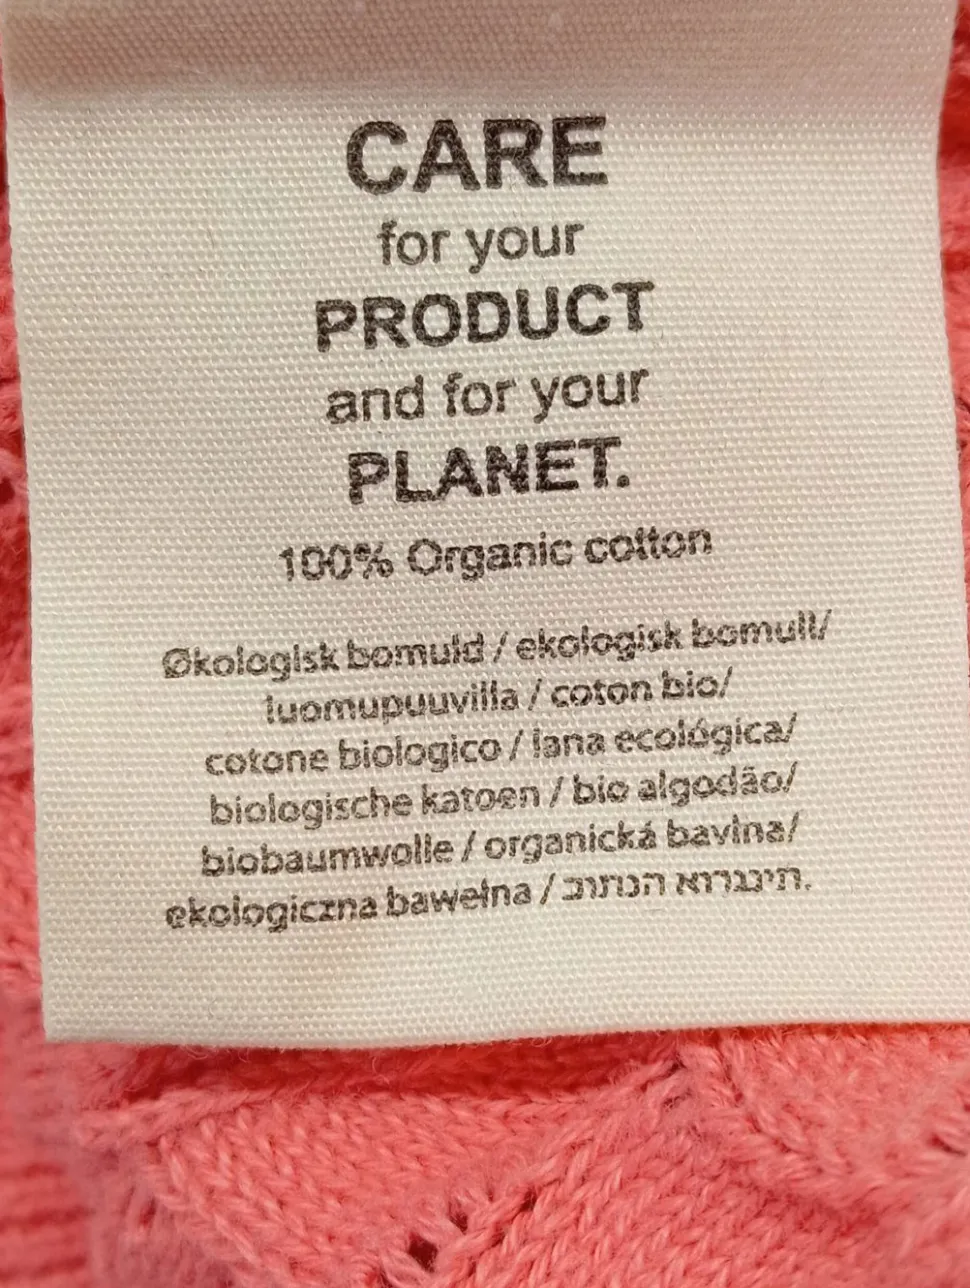 CARE
for your
PRODUCT
and for your
PLANET.
100% Organic cotton
Økologisk bomuld / ekologisk bomull/
luomupuuvilla / coton bio/
cotone biologico / lana ecológica/
biologische katoen / bio algodão/
biobaumwolle / organická bavlna/
ekologiczna bawełna / תינגרוא הנתוכ.